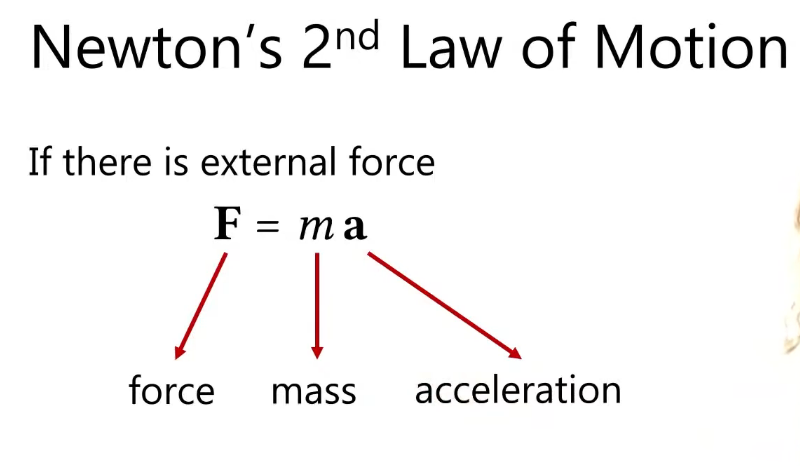 Newton's 2nd Law of Motion
If there is external force
F = m a
force mass acceleration